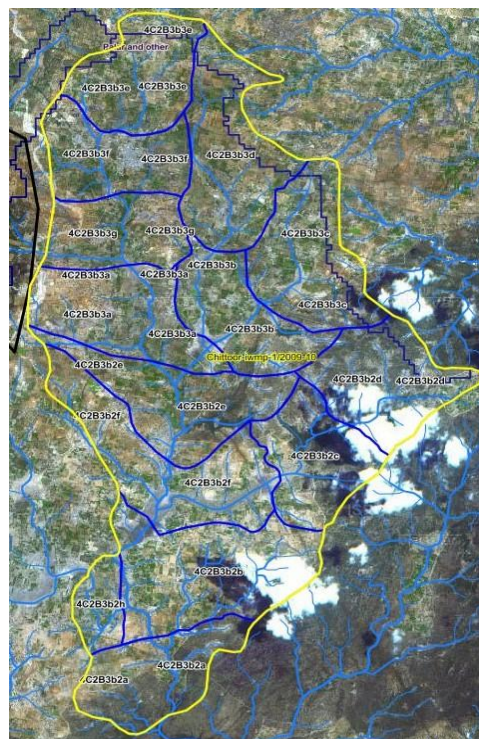 4C2B3b3e
Palar and other
4C2B3b3e
4C2B3b3e
4C2B3b3f
4C2B3b3f
4C2B3b3d
4C2B3b3g
4C2B3b3g
4C2B3b3c
4C2B3b3a
4C2B3b3a
4C2B3b3b
4C2B3b3a
4C2B3b3c
4C2B3b3a
4C2B3b3b
Chittoor-iwmp-1/2009-10
4C2B3b2e
4C2B3b2d
4C2B3b2d
4C2B3b2f
4C2B3b2e
4C2B3b2c
4C2B3b2f
4C2B3b2b
4C2B3b2h
4C2B3b2a
4C2B3b2a